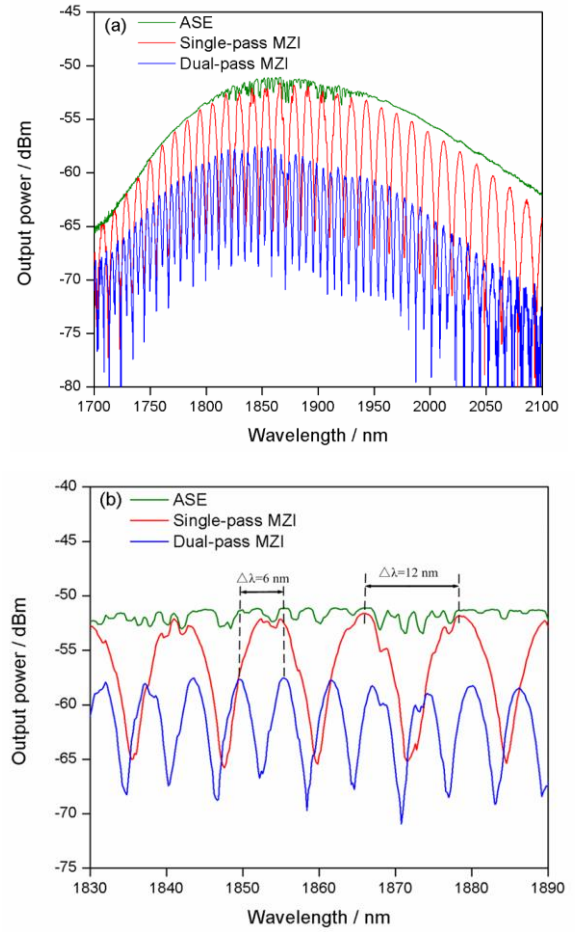 (a)
ASE
Single-pass MZI
Dual-pass MZI
-45
-50
-55
-60
-65
-70
-75
-80
Output power / dBm
1700 1750 1800 1850 1900 1950 2000 2050 2100
Wavelength / nm
(b)
ASE
Single-pass MZI
Dual-pass MZI
△λ=6 nm
△λ=12 nm
-40
-45
-50
-55
-60
-65
-70
-75
Output power / dBm
1830 1840 1850 1860 1870 1880 1890
Wavelength / nm